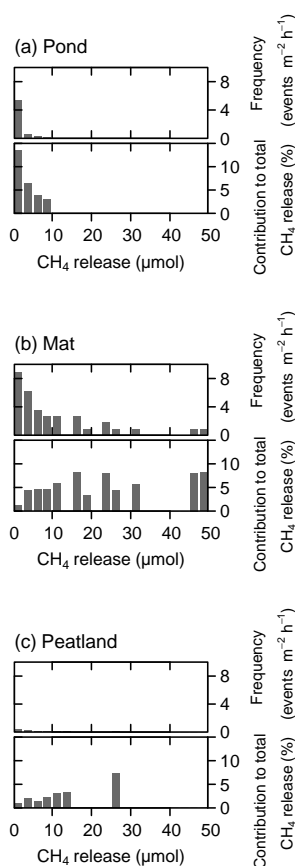 (a) Pond
8
4
0
Frequency
(events m⁻² h⁻¹)
10
5
0
Contribution to total
CH₄ release (%)
0 10 20 30 40 50
CH₄ release (µmol)
(b) Mat
8
4
0
Frequency
(events m⁻² h⁻¹)
15
10
5
0
Contribution to total
CH₄ release (%)
0 10 20 30 40 50
CH₄ release (µmol)
(c) Peatland
8
4
0
Frequency
(events m⁻² h⁻¹)
15
10
5
0
Contribution to total
CH₄ release (%)
0 10 20 30 40 50
CH₄ release (µmol)